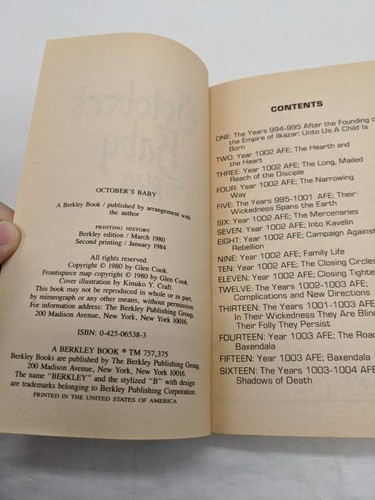 OCTOBER'S BABY
A Berkley Book / published by arrangement with
the author
PRINTING HISTORY
Berkley edition / March 1980
Second printing / January 1984
All rights reserved.
Copyright © 1980 by Glen Cook.
Frontispiece map copyright © 1980 by Glen Cook.
Cover illustration by Kinuko Y. Craft.
This book may not be reproduced in whole or in part,
by mimeograph or any other means, without permission.
For information address: The Berkley Publishing Group,
200 Madison Avenue, New York, New York 10016.
ISBN: 0-425-06538-3
A BERKLEY BOOK ® TM 757,375
Berkley Books are published by The Berkley Publishing Group,
200 Madison Avenue, New York, New York 10016.
The name "BERKLEY" and the stylized "B" with design
are trademarks belonging to Berkley Publishing Corporation.
PRINTED IN THE UNITED STATES OF AMERICA
CONTENTS
ONE: The Years 994-995 After the Founding of
the Empire of Ilkazar: Unto Us A Child Is
Born
TWO: Year 1002 AFE; The Hearth and
the Heart
THREE: Year 1002 AFE; The Long, Mailed
Reach of the Disciple
FOUR: Year 1002 AFE; The Narrowing
Way
FIVE: The Years 995-1001 AFE; Their
Wickedness Spans the Earth
SIX: Year 1002 AFE; The Mercenaries
SEVEN: Year 1002 AFE; Into Kavelin
EIGHT: Year 1002 AFE; Campaign Against
Rebellion
NINE: Year 1002 AFE; Family Life
TEN: Year 1002 AFE; The Closing Circle
ELEVEN: Year 1002 AFE; Closing Tighter
TWELVE: The Years 1002-1003 AFE;
Complications and New Directions
THIRTEEN: The Years 1001-1003 AFE
In Their Wickedness They Are Blind
Their Folly They Persist
FOURTEEN: Year 1003 AFE; The Road
Baxendala
FIFTEEN: Year 1003 AFE; Baxendala
SIXTEEN: The Years 1003-1004 AFE
Shadows of Death